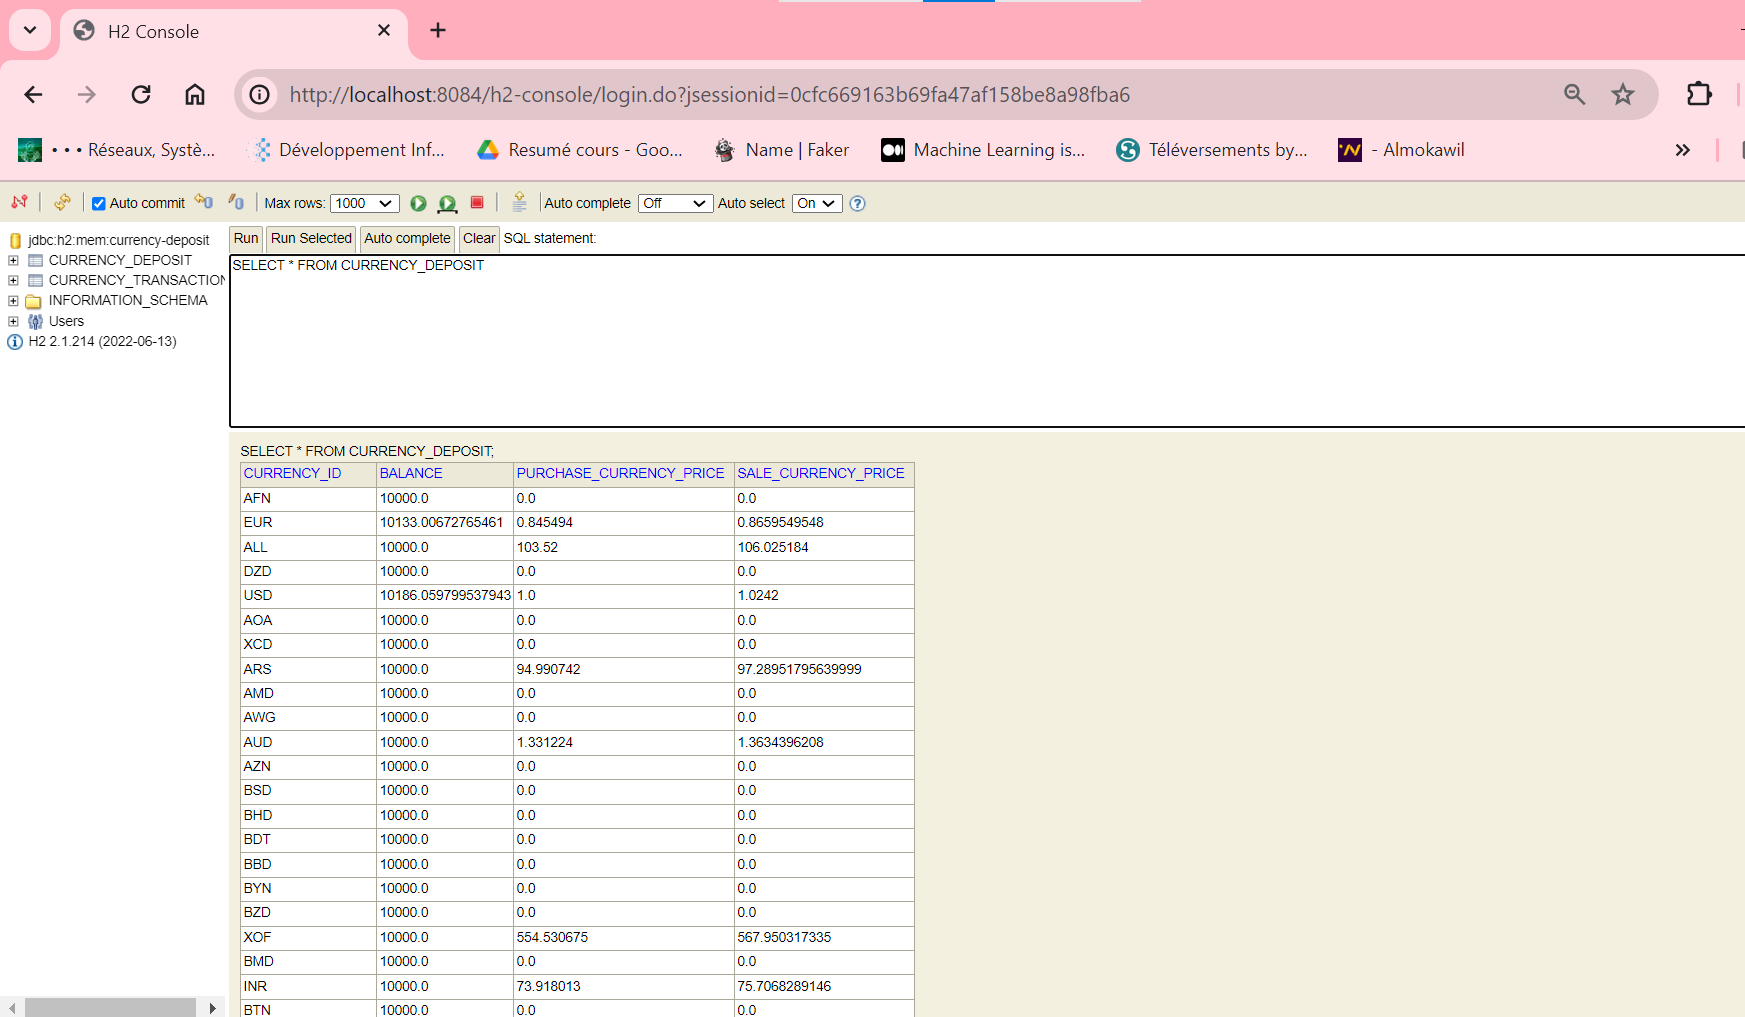 H2 Console
http://localhost:8084/h2-console/login.do?jsessionid=0cfc669163b69fa47af158be8a98fba6
• • • Réseaux, Systè... Développement Inf... Resumé cours - Goo... Name | Faker Machine Learning is... Téléversements by... - Almokawil
Auto commit Max rows: 1000 Auto complete Off Auto select On
jdbc:h2:mem:currency-deposit
CURRENCY_DEPOSIT
CURRENCY_TRANSACTION
INFORMATION_SCHEMA
Users
H2 2.1.214 (2022-06-13)
Run Run Selected Auto complete Clear SQL statement:
SELECT * FROM CURRENCY_DEPOSIT
SELECT * FROM CURRENCY_DEPOSIT;
CURRENCY_ID BALANCE PURCHASE_CURRENCY_PRICE SALE_CURRENCY_PRICE
AFN 10000.0 0.0 0.0
EUR 10133.00672765461 0.845494 0.8659549548
ALL 10000.0 103.52 106.025184
DZD 10000.0 0.0 0.0
USD 10186.059799537943 1.0 1.0242
AOA 10000.0 0.0 0.0
XCD 10000.0 0.0 0.0
ARS 10000.0 94.990742 97.28951795639999
AMD 10000.0 0.0 0.0
AWG 10000.0 0.0 0.0
AUD 10000.0 1.331224 1.3634396208
AZN 10000.0 0.0 0.0
BSD 10000.0 0.0 0.0
BHD 10000.0 0.0 0.0
BDT 10000.0 0.0 0.0
BBD 10000.0 0.0 0.0
BYN 10000.0 0.0 0.0
BZD 10000.0 0.0 0.0
XOF 10000.0 554.530675 567.950317335
BMD 10000.0 0.0 0.0
INR 10000.0 73.918013 75.7068289146
BTN 10000.0 0.0 0.0